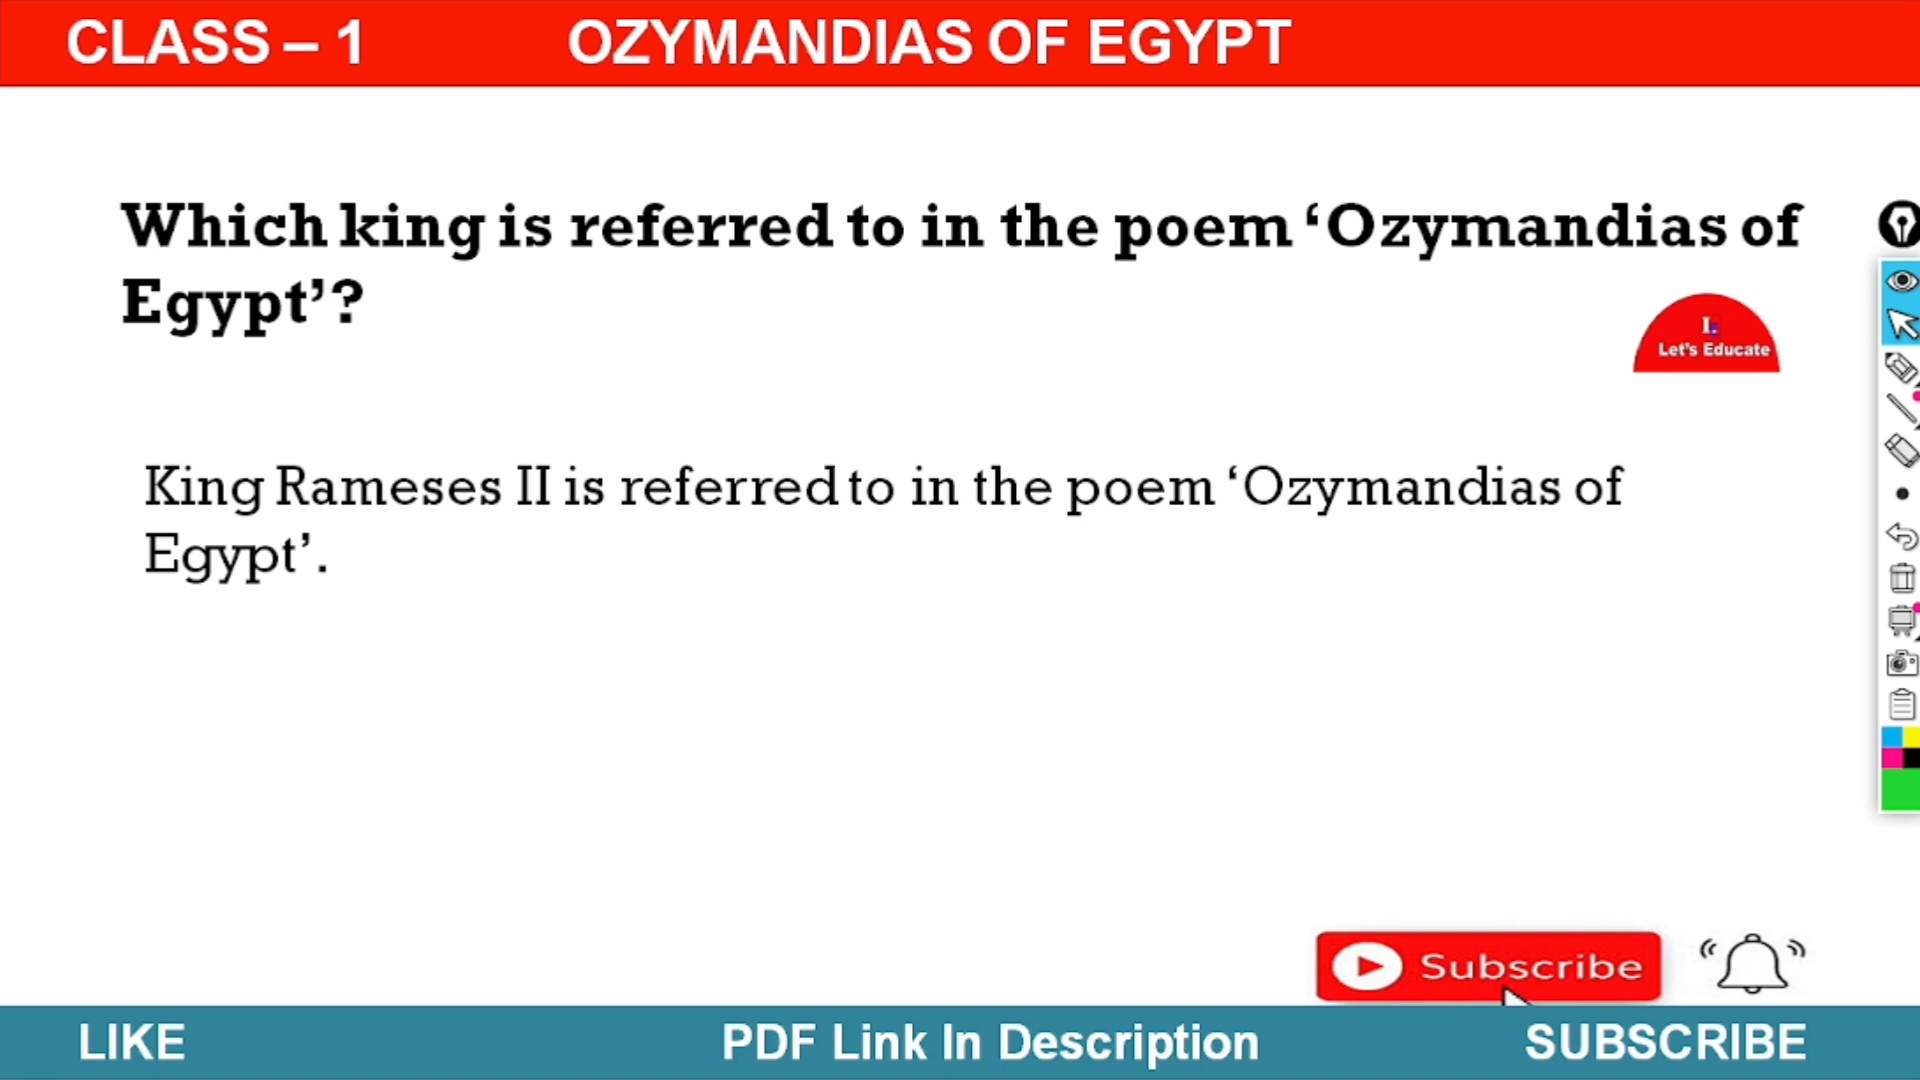 CLASS – 1 OZYMANDIAS OF EGYPT
Which king is referred to in the poem ‘Ozymandias of
Egypt’?
L
Let's Educate
King Rameses II is referred to in the poem ‘Ozymandias of
Egypt’.
Subscribe
LIKE PDF Link In Description SUBSCRIBE